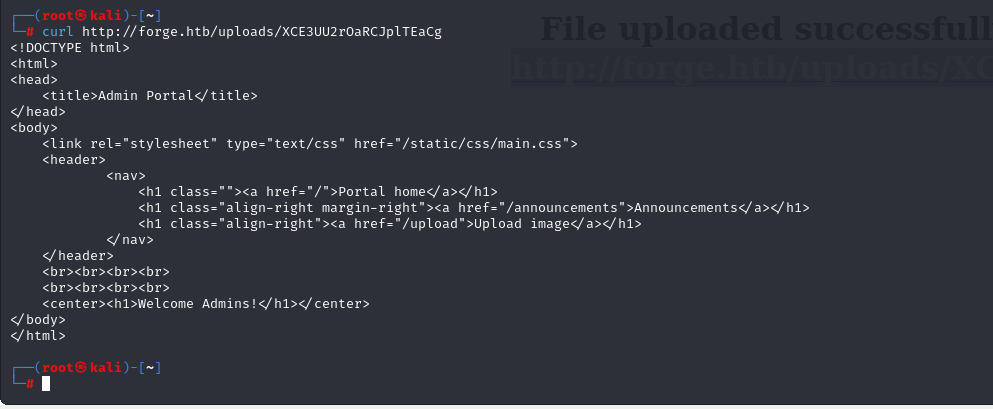 ┌──(root㉿kali)-[~]
└─# curl http://forge.htb/uploads/XCE3UU2rOaRCJplTEaCg
File uploaded successfull
http://forge.htb/uploads/XC
<!DOCTYPE html>
<html>
<head>
    <title>Admin Portal</title>
</head>
<body>
    <link rel="stylesheet" type="text/css" href="/static/css/main.css">
    <header>
            <nav>
                <h1 class=""><a href="/">Portal home</a></h1>
                <h1 class="align-right margin-right"><a href="/announcements">Announcements</a></h1>
                <h1 class="align-right"><a href="/upload">Upload image</a></h1>
            </nav>
    </header>
    <br><br><br><br>
    <br><br><br><br>
    <center><h1>Welcome Admins!</h1></center>
</body>
</html>
┌──(root㉿kali)-[~]
└─#